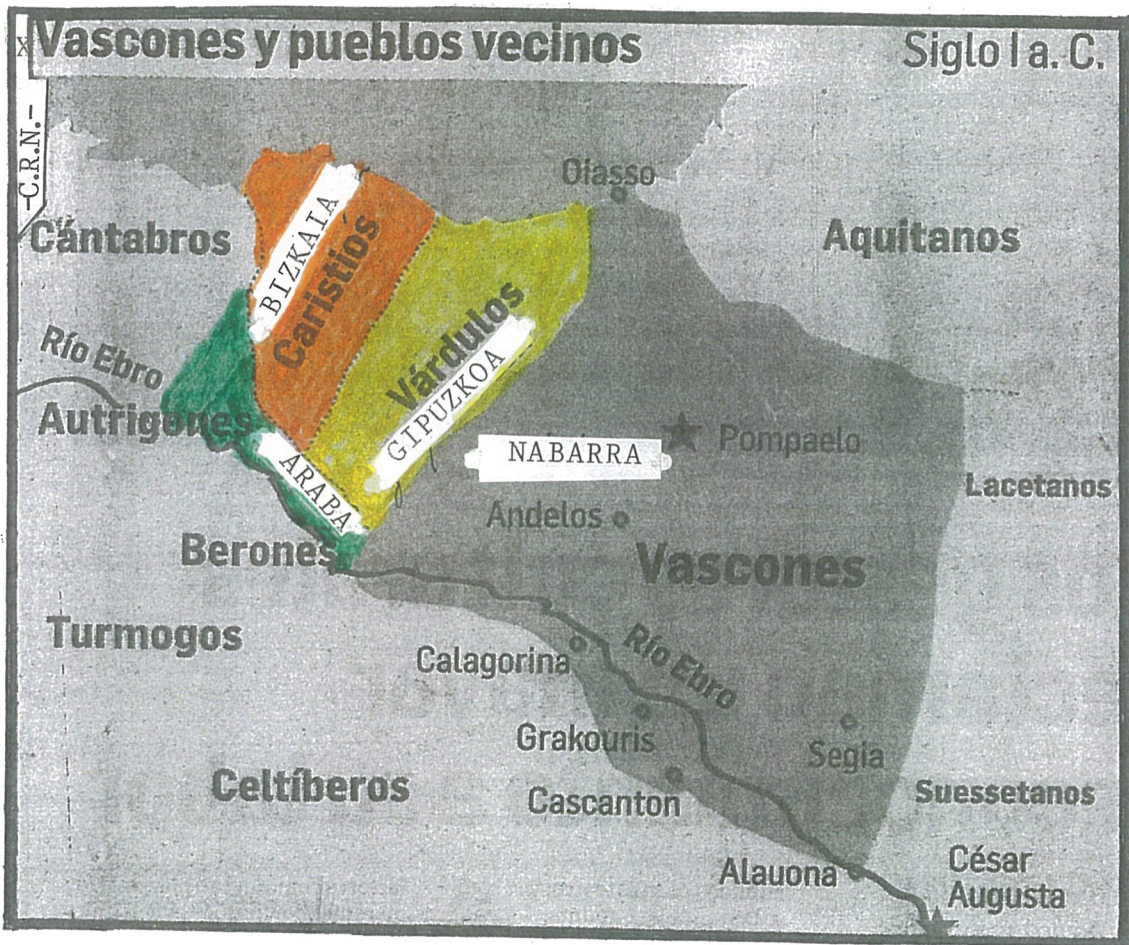 Vascones y pueblos vecinos
Siglo I a. C.
-C.R.N.-
Oiasso
Cántabros
BIZKAIA
Caristios
Aquitanos
Várdulos
Río Ebro
GIPUZKOA
Autrigones
NABARRA
Pompaelo
ARABA
Lacetanos
Andelos
Berones
Vascones
Turmogos
Calagorina
Río Ebro
Grakouris
Segia
Celtíberos
Cascanton
Suessetanos
Alauona
César
Augusta